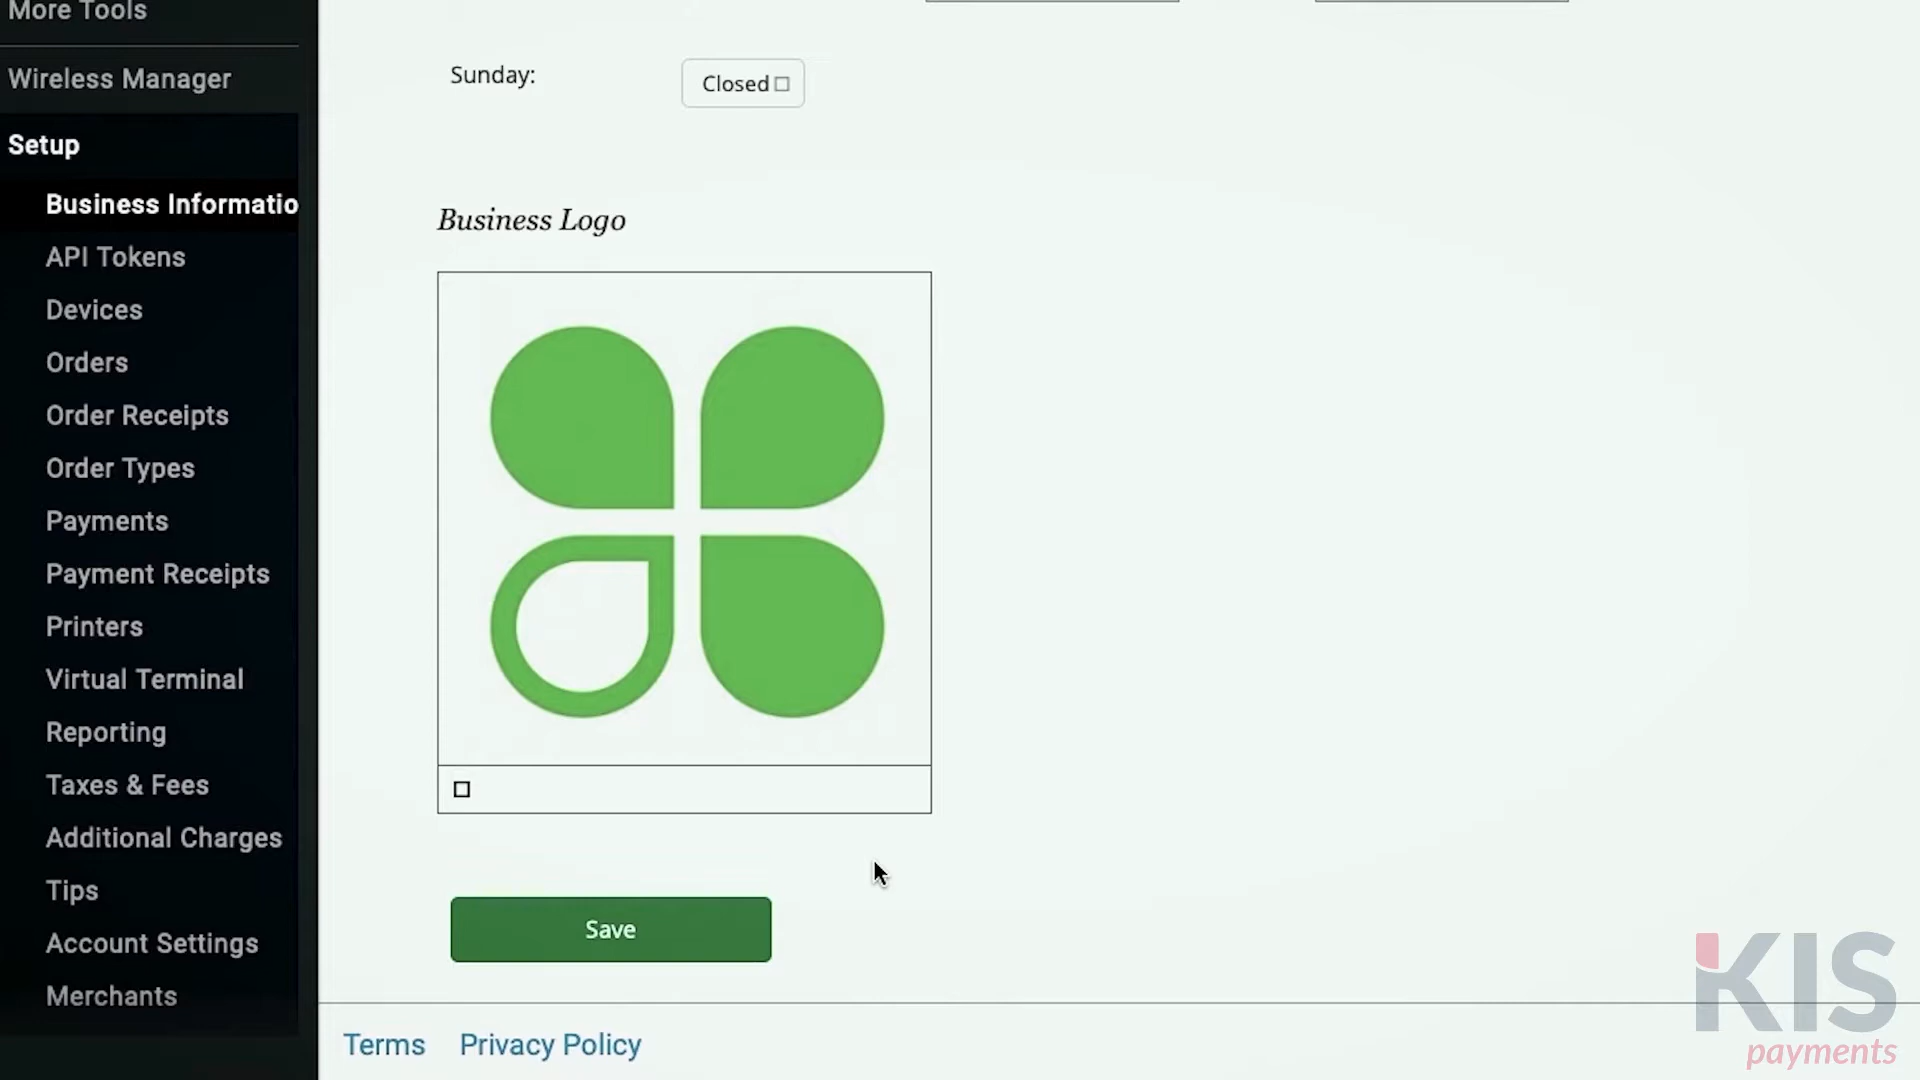 More Tools
Wireless Manager
Setup
Business Informatio
API Tokens
Devices
Orders
Order Receipts
Order Types
Payments
Payment Receipts
Printers
Virtual Terminal
Reporting
Taxes & Fees
Additional Charges
Tips
Account Settings
Merchants
Sunday:
Closed
Business Logo
Save
Terms
Privacy Policy
KIS
payments